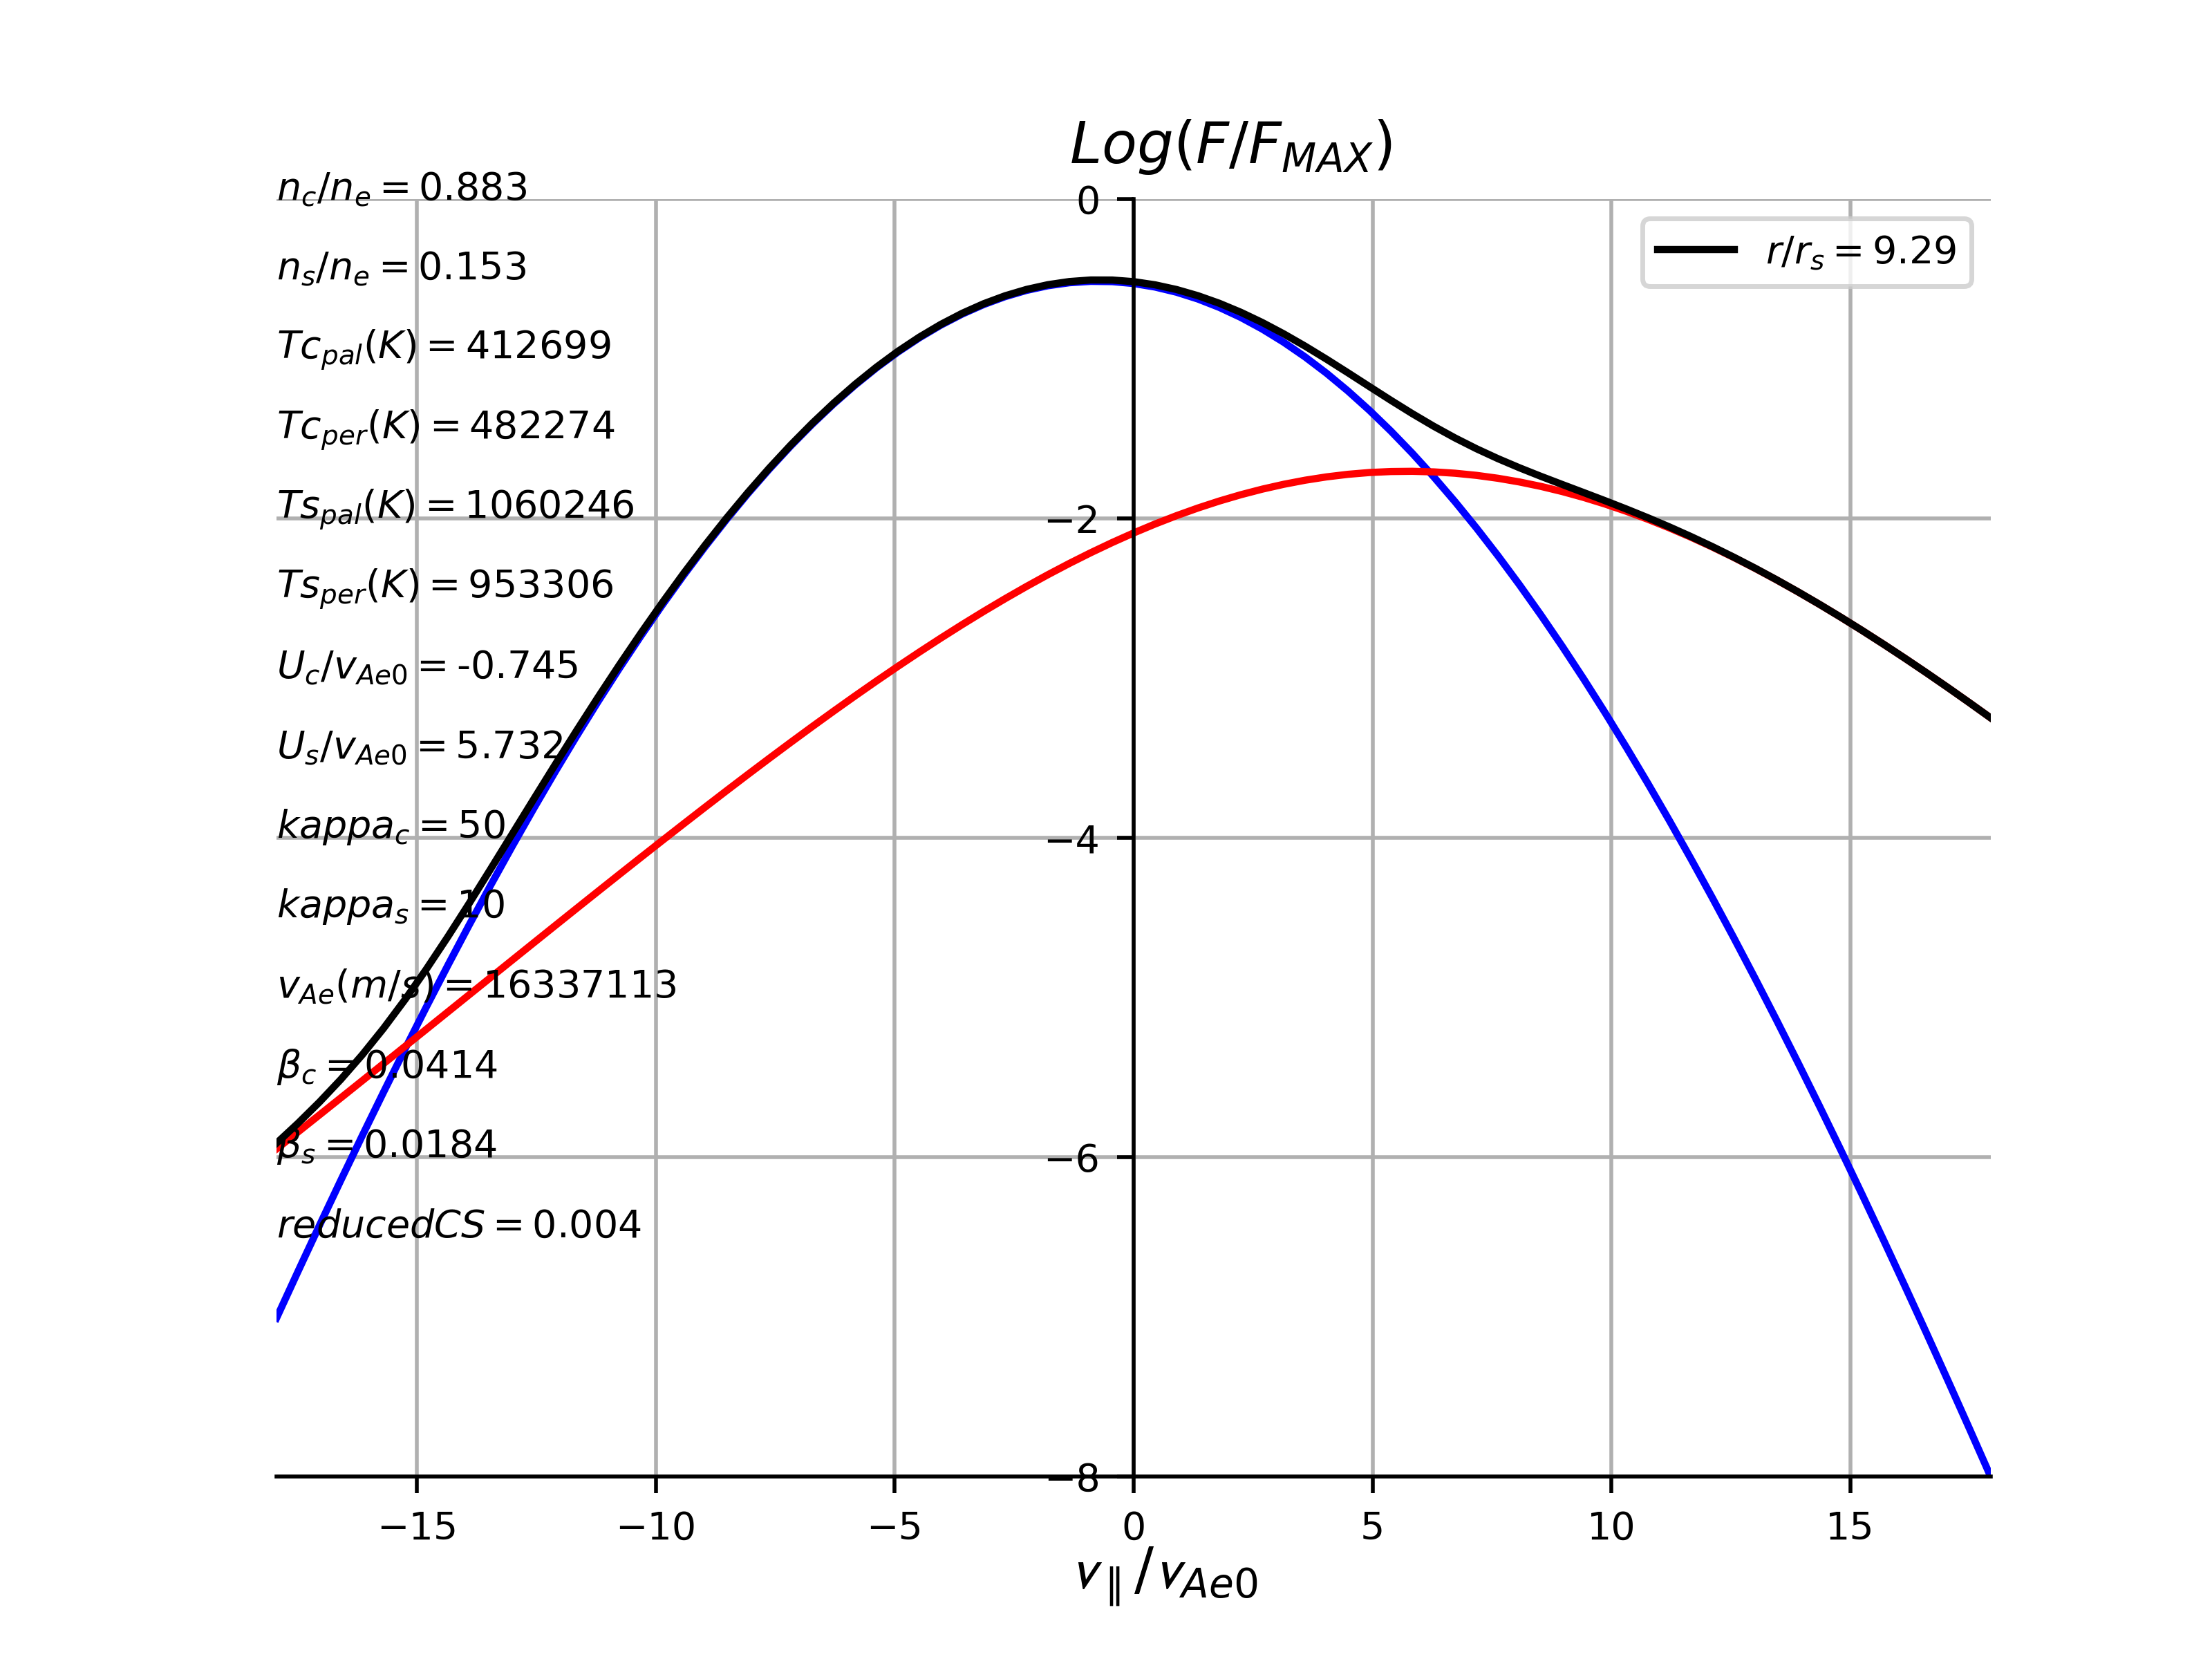 Log(F/F_MAX)
n_c/n_e = 0.883
n_s/n_e = 0.153
Tc_pal(K) = 412699
Tc_per(K) = 482274
Ts_pal(K) = 1060246
Ts_per(K) = 953306
U_c/v_Ae0 = -0.745
U_s/v_Ae0 = 5.732
kappa_c = 50
kappa_s = 10
v_Ae(m/s) = 16337113
β_c = 0.0414
β_s = 0.0184
reducedCS = 0.004
r/r_s = 9.29
0
−2
−4
−6
−8
−15 −10 −5 0 5 10 15
v_∥/v_Ae0